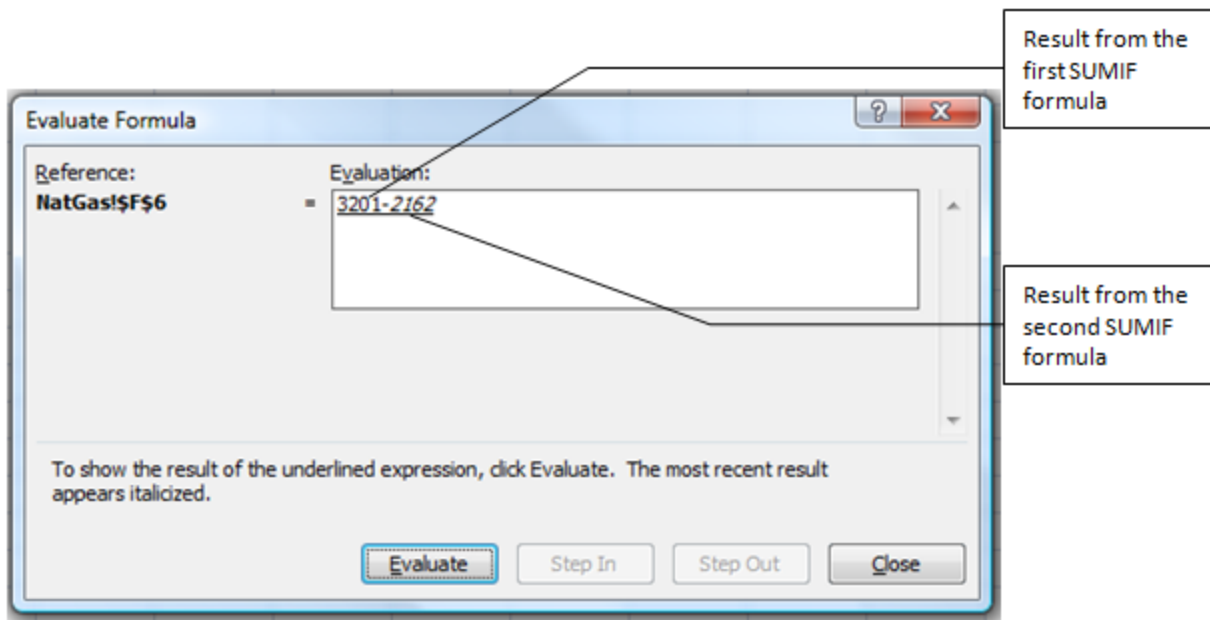 Result from the
first SUMIF
formula
Evaluate Formula
?
X
Reference:
Evaluation:
NatGas!$F$6
=
3201-2162
Result from the
second SUMIF
formula
To show the result of the underlined expression, click Evaluate. The most recent result
appears italicized.
Evaluate
Step In
Step Out
Close